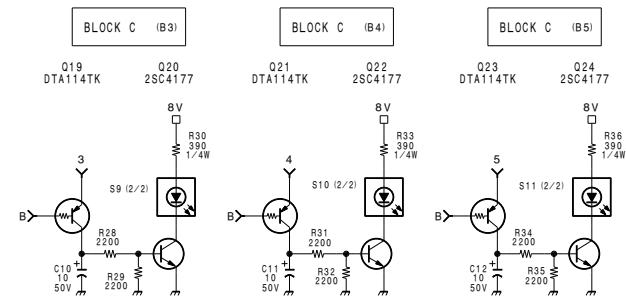 BLOCK C (B3)
BLOCK C (B4)
BLOCK C (B5)
Q19
DTA114TK
Q20
2SC4177
Q21
DTA114TK
Q22
2SC4177
Q23
DTA114TK
Q24
2SC4177
8V
R30
390
1/4W
3
S9 (2/2)
B
R28
2200
C10
+
10
50V
R29
2200
8V
R33
390
1/4W
4
S10 (2/2)
B
R31
2200
C11
+
10
50V
R32
2200
8V
R36
390
1/4W
5
S11 (2/2)
B
R34
2200
C12
+
10
50V
R35
2200